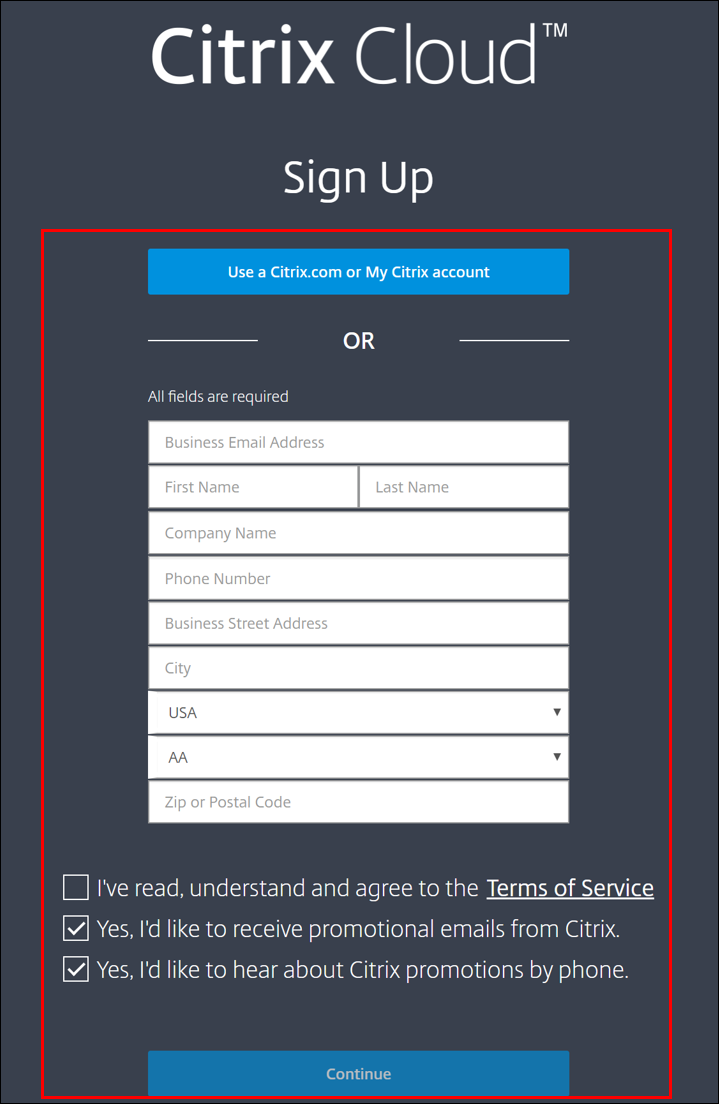 Citrix Cloud™
Sign Up
Use a Citrix.com or My Citrix account
OR
All fields are required
Business Email Address
First Name Last Name
Company Name
Phone Number
Business Street Address
City
USA
AA
Zip or Postal Code
I've read, understand and agree to the Terms of Service
Yes, I'd like to receive promotional emails from Citrix.
Yes, I'd like to hear about Citrix promotions by phone.
Continue